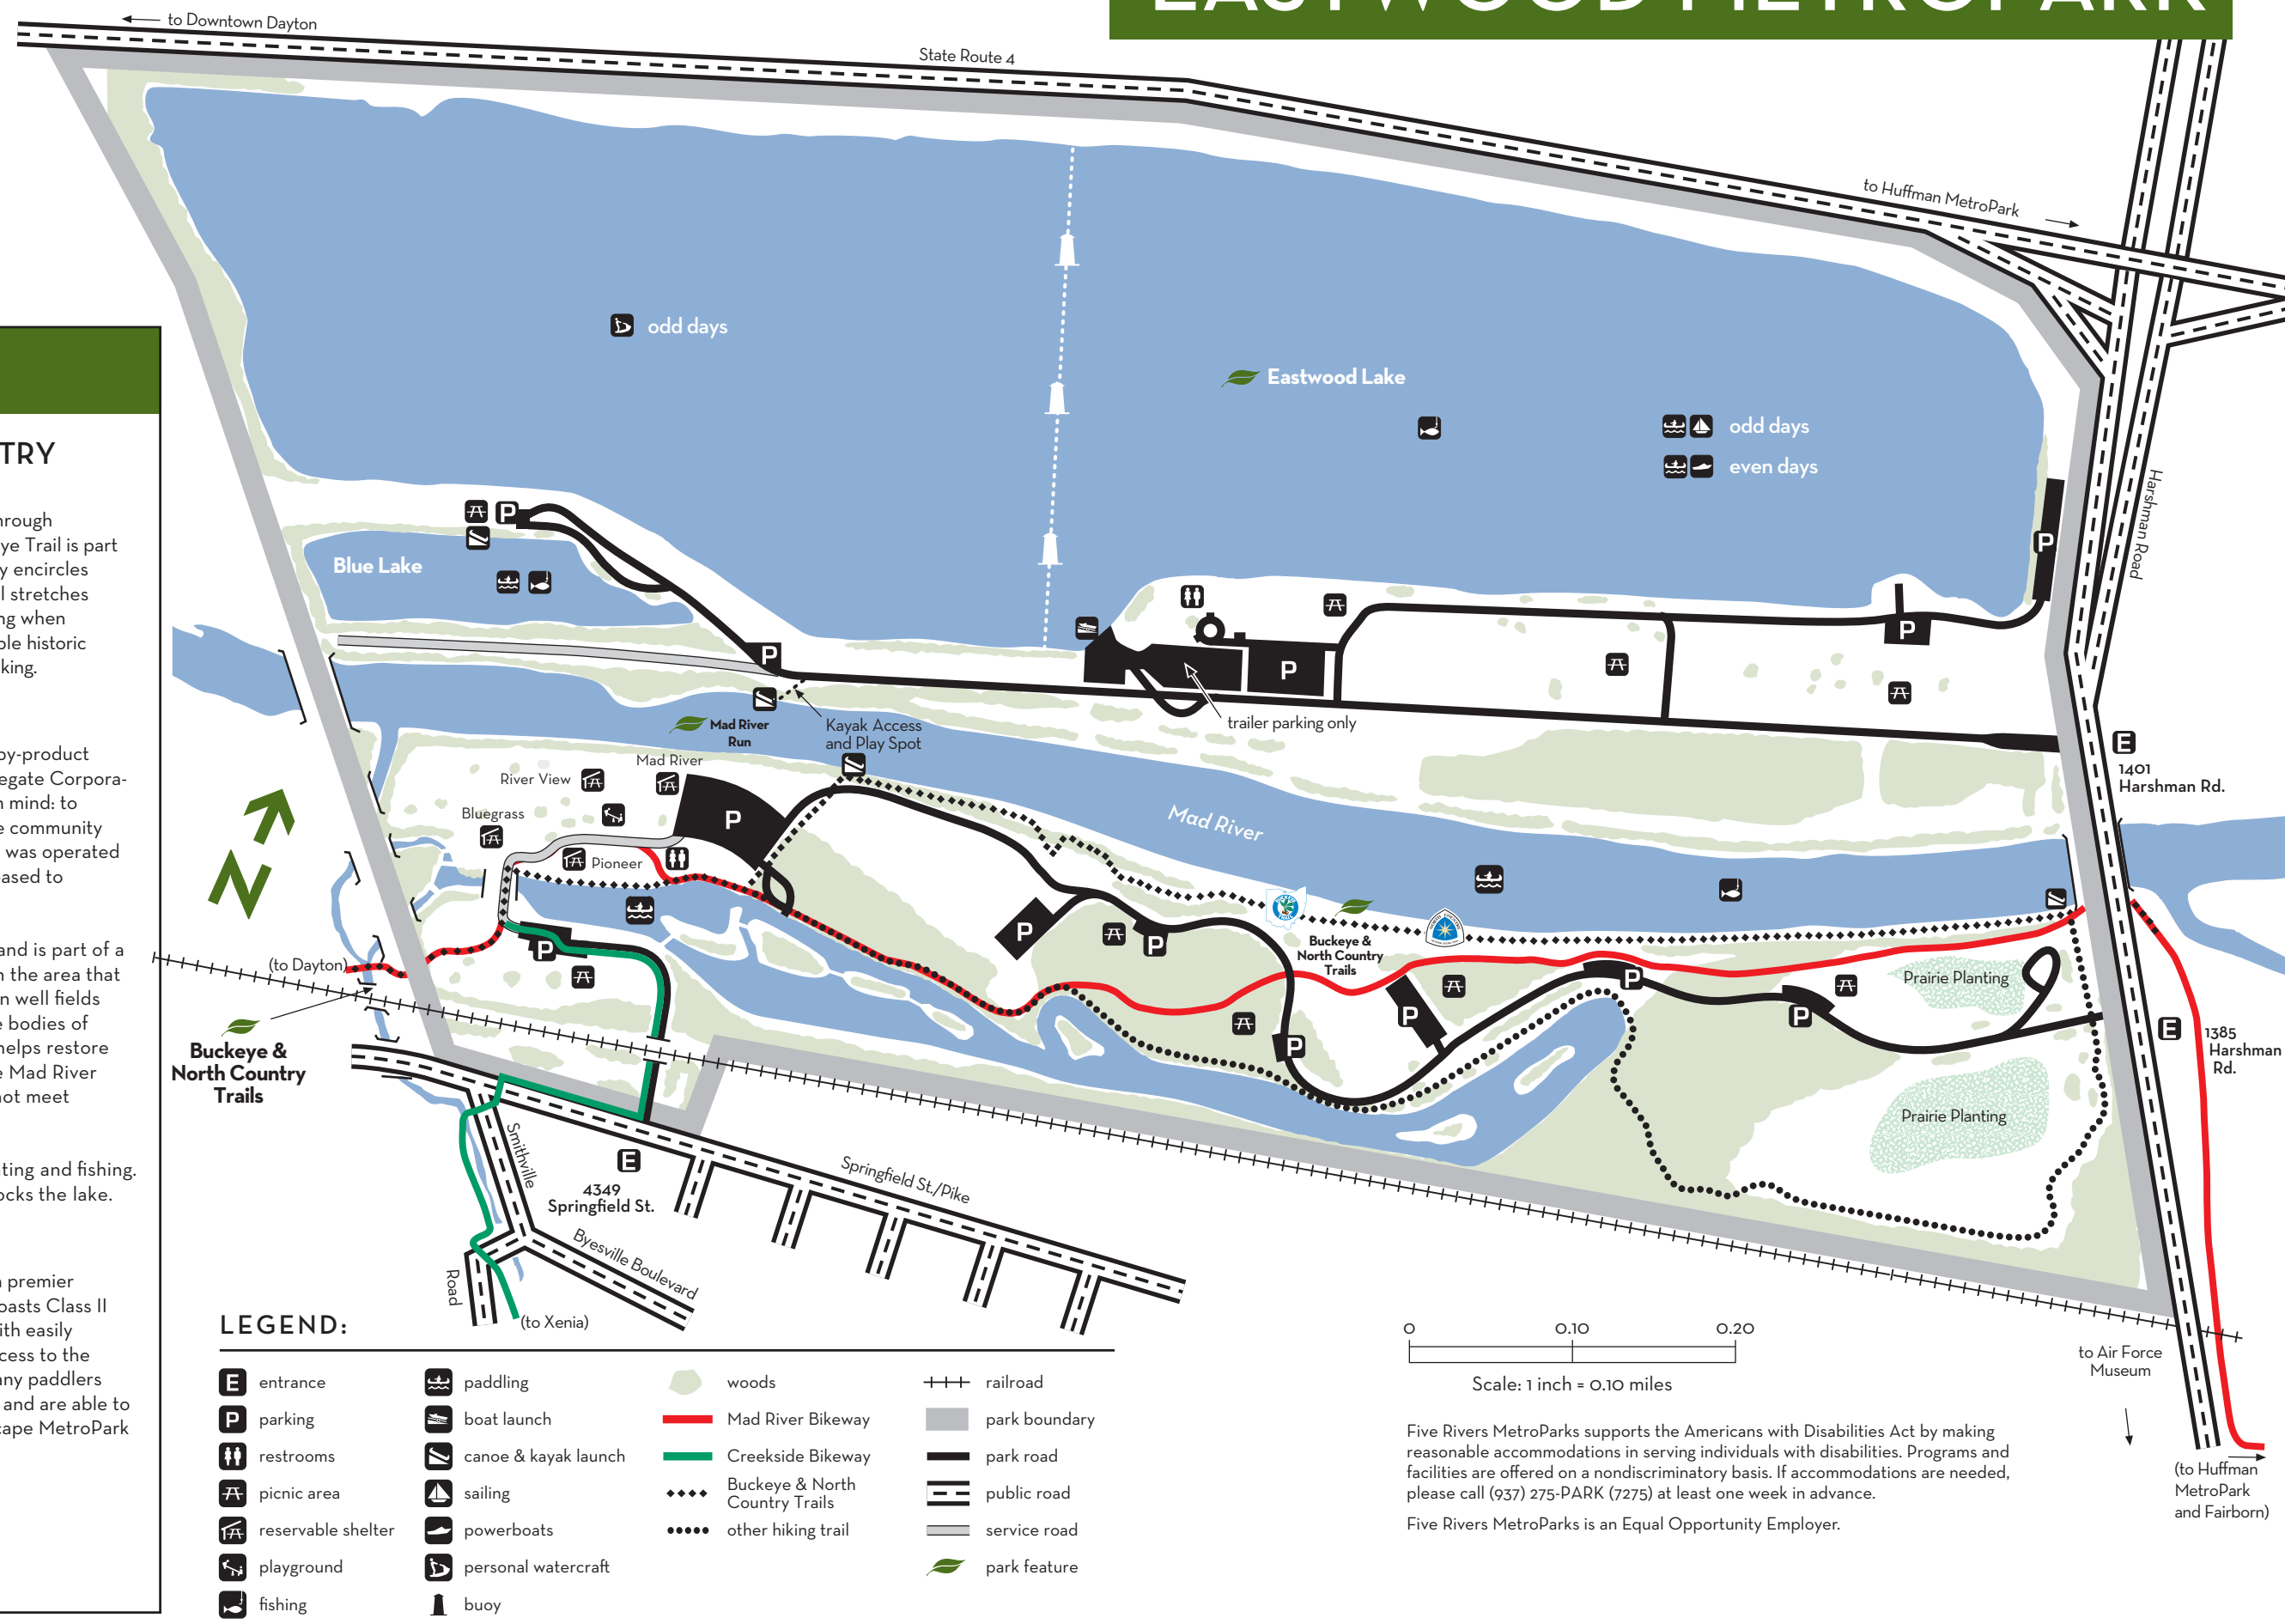 EASTWOOD METROPARK
to Downtown Dayton
State Route 4
to Huffman MetroPark
odd days
Eastwood Lake
odd days
even days
Harshman Road
TRY
hrough
ye Trail is part
y encircles
l stretches
ng when
ble historic
king.
by-product
egate Corpora-
n mind: to
e community
was operated
ased to
and is part of a
n the area that
n well fields
e bodies of
helps restore
e Mad River
not meet
ting and fishing.
ocks the lake.
premier
oasts Class II
ith easily
cess to the
any paddlers
and are able to
cape MetroPark
P
Blue Lake
P
P
P
P
trailer parking only
Mad River
Run
Kayak Access
and Play Spot
E
1401
Harshman Rd.
Mad River
River View
Bluegrass
P
Pioneer
Mad River
N
(to Dayton)
P
P
P
Buckeye &
North Country
Trails
P
P
P
P
Prairie Planting
Prairie Planting
E
1385
Harshman
Rd.
Buckeye &
North Country
Trails
Smithville
Road
E
4349
Springfield St.
Springfield St./Pike
Byesville Boulevard
(to Xenia)
LEGEND:
E entrance
P parking
restrooms
picnic area
reservable shelter
playground
fishing
paddling
boat launch
canoe & kayak launch
sailing
powerboats
personal watercraft
buoy
woods
Mad River Bikeway
Creekside Bikeway
Buckeye & North
Country Trails
other hiking trail
railroad
park boundary
park road
public road
service road
park feature
0 0.10 0.20
Scale: 1 inch = 0.10 miles
Five Rivers MetroParks supports the Americans with Disabilities Act by making
reasonable accommodations in serving individuals with disabilities. Programs and
facilities are offered on a nondiscriminatory basis. If accommodations are needed,
please call (937) 275-PARK (7275) at least one week in advance.
Five Rivers MetroParks is an Equal Opportunity Employer.
to Air Force
Museum
(to Huffman
MetroPark
and Fairborn)